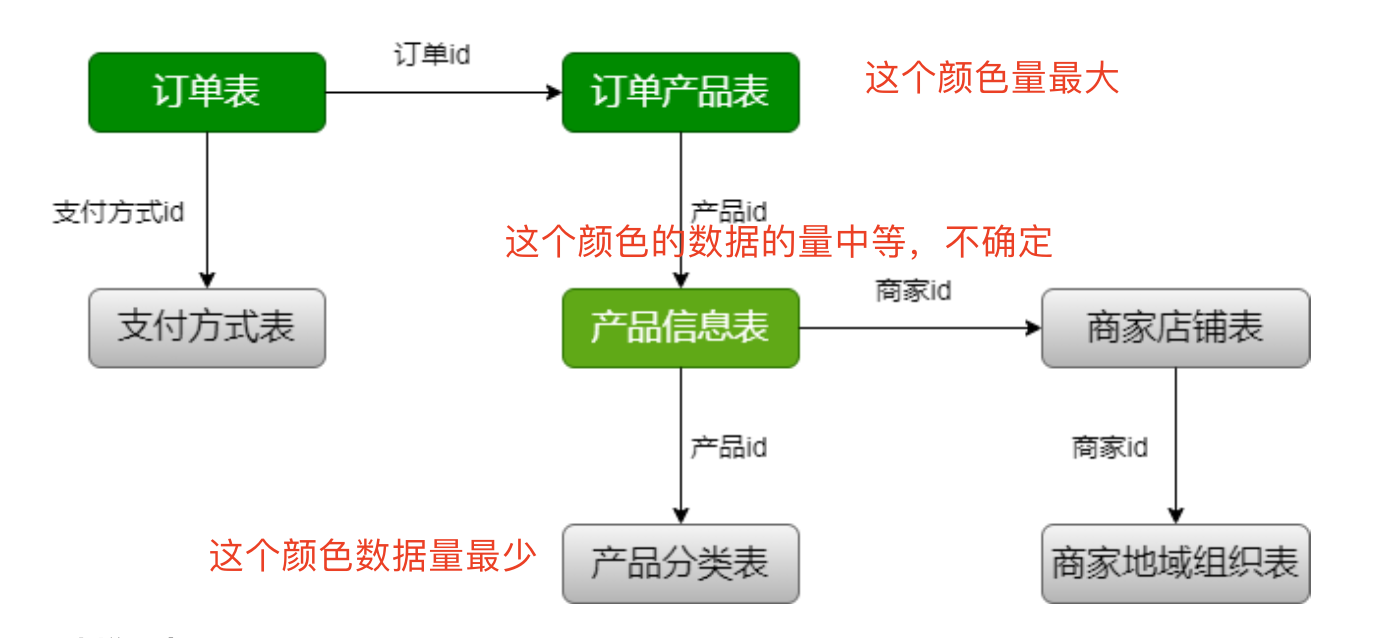 订单id
订单表
订单产品表
这个颜色量最大
支付方式id
产品id
这个颜色的数据的量中等，不确定
商家id
支付方式表
产品信息表
商家店铺表
产品id
商家id
这个颜色数据量最少
产品分类表
商家地域组织表